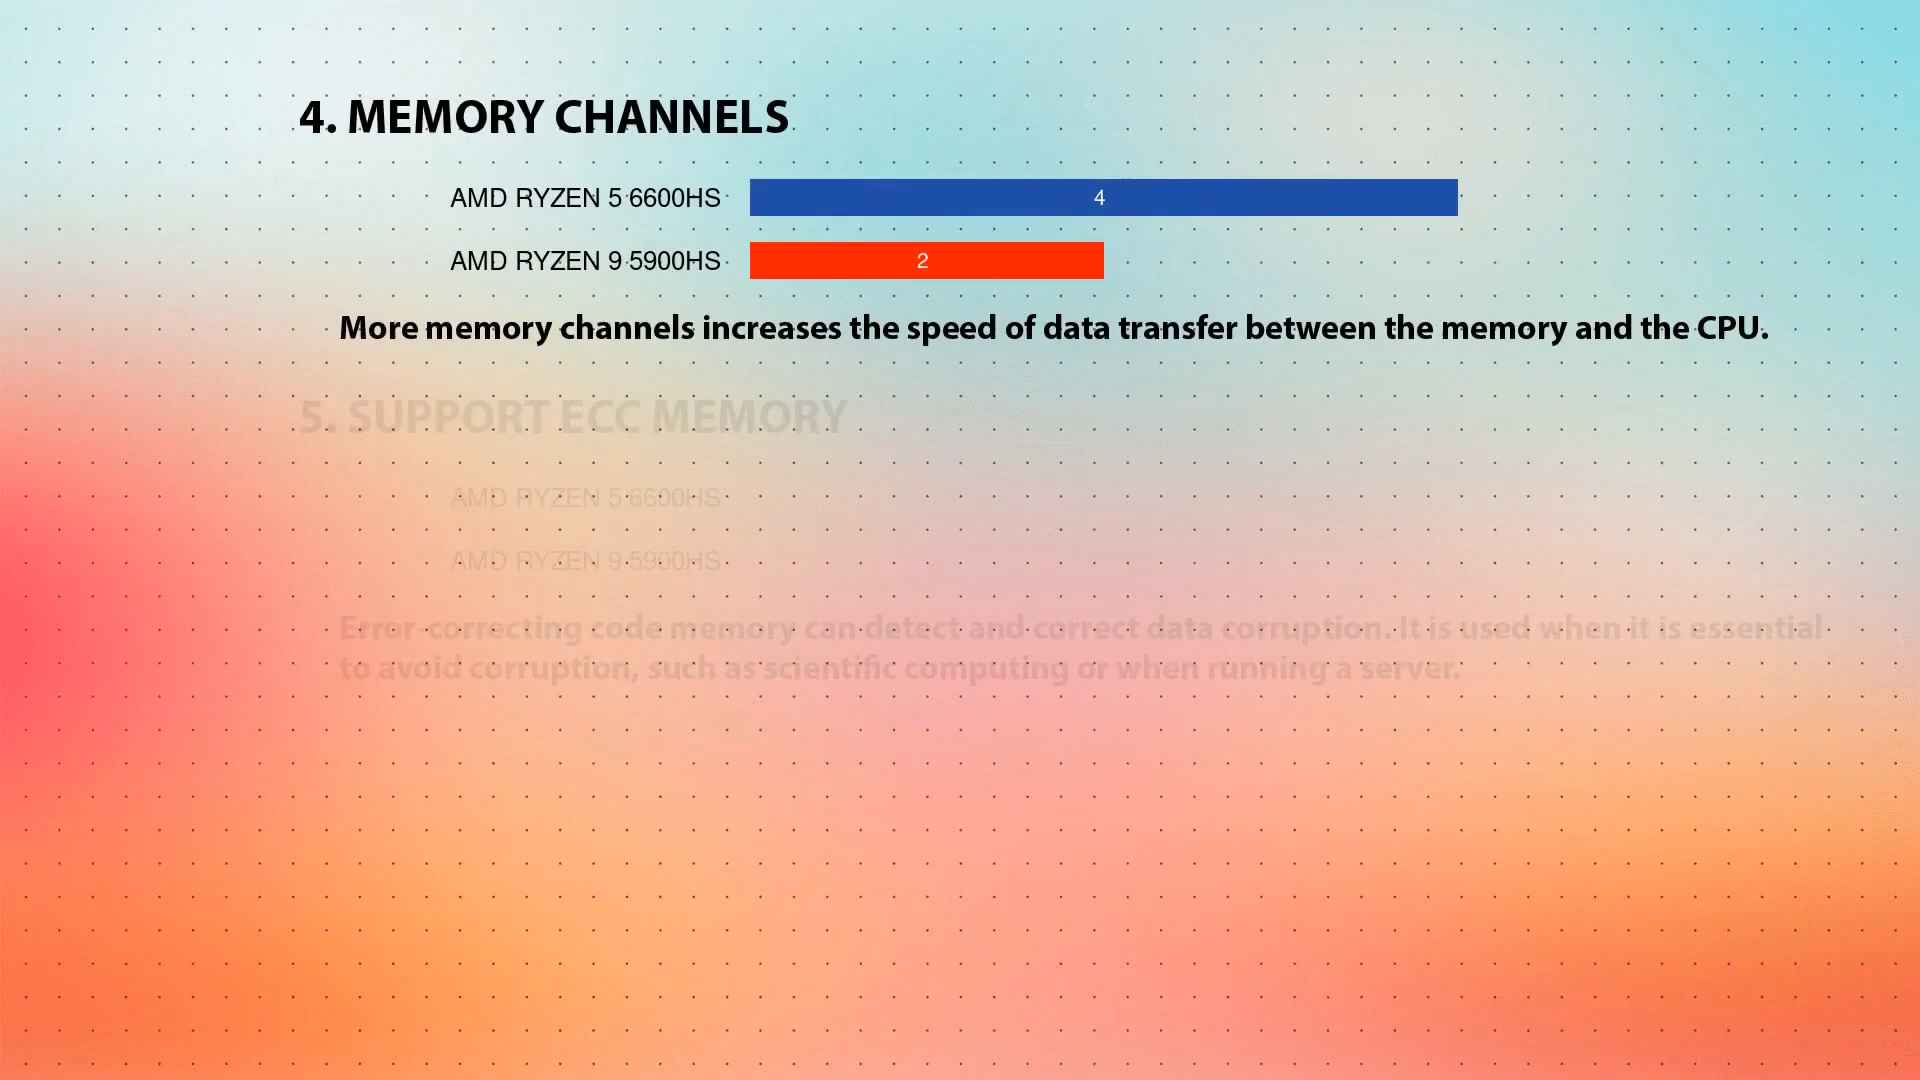 4. MEMORY CHANNELS
AMD RYZEN 5 6600HS
4
AMD RYZEN 9 5900HS
2
More memory channels increases the speed of data transfer between the memory and the CPU.
5. SUPPORT ECC MEMORY
AMD RYZEN 5 6600HS
AMD RYZEN 9 5900HS
Error-correcting code memory can detect and correct data corruption. It is used when it is essential
to avoid corruption, such as scientific computing or when running a server.